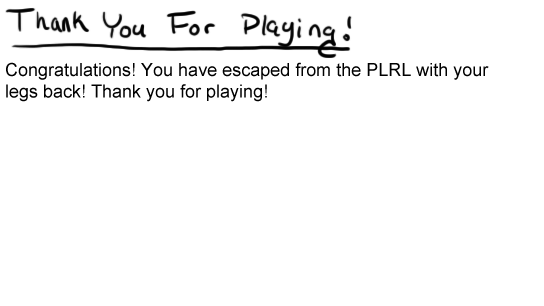 Thank You For Playing!
Congratulations! You have escaped from the PLRL with your
legs back! Thank you for playing!